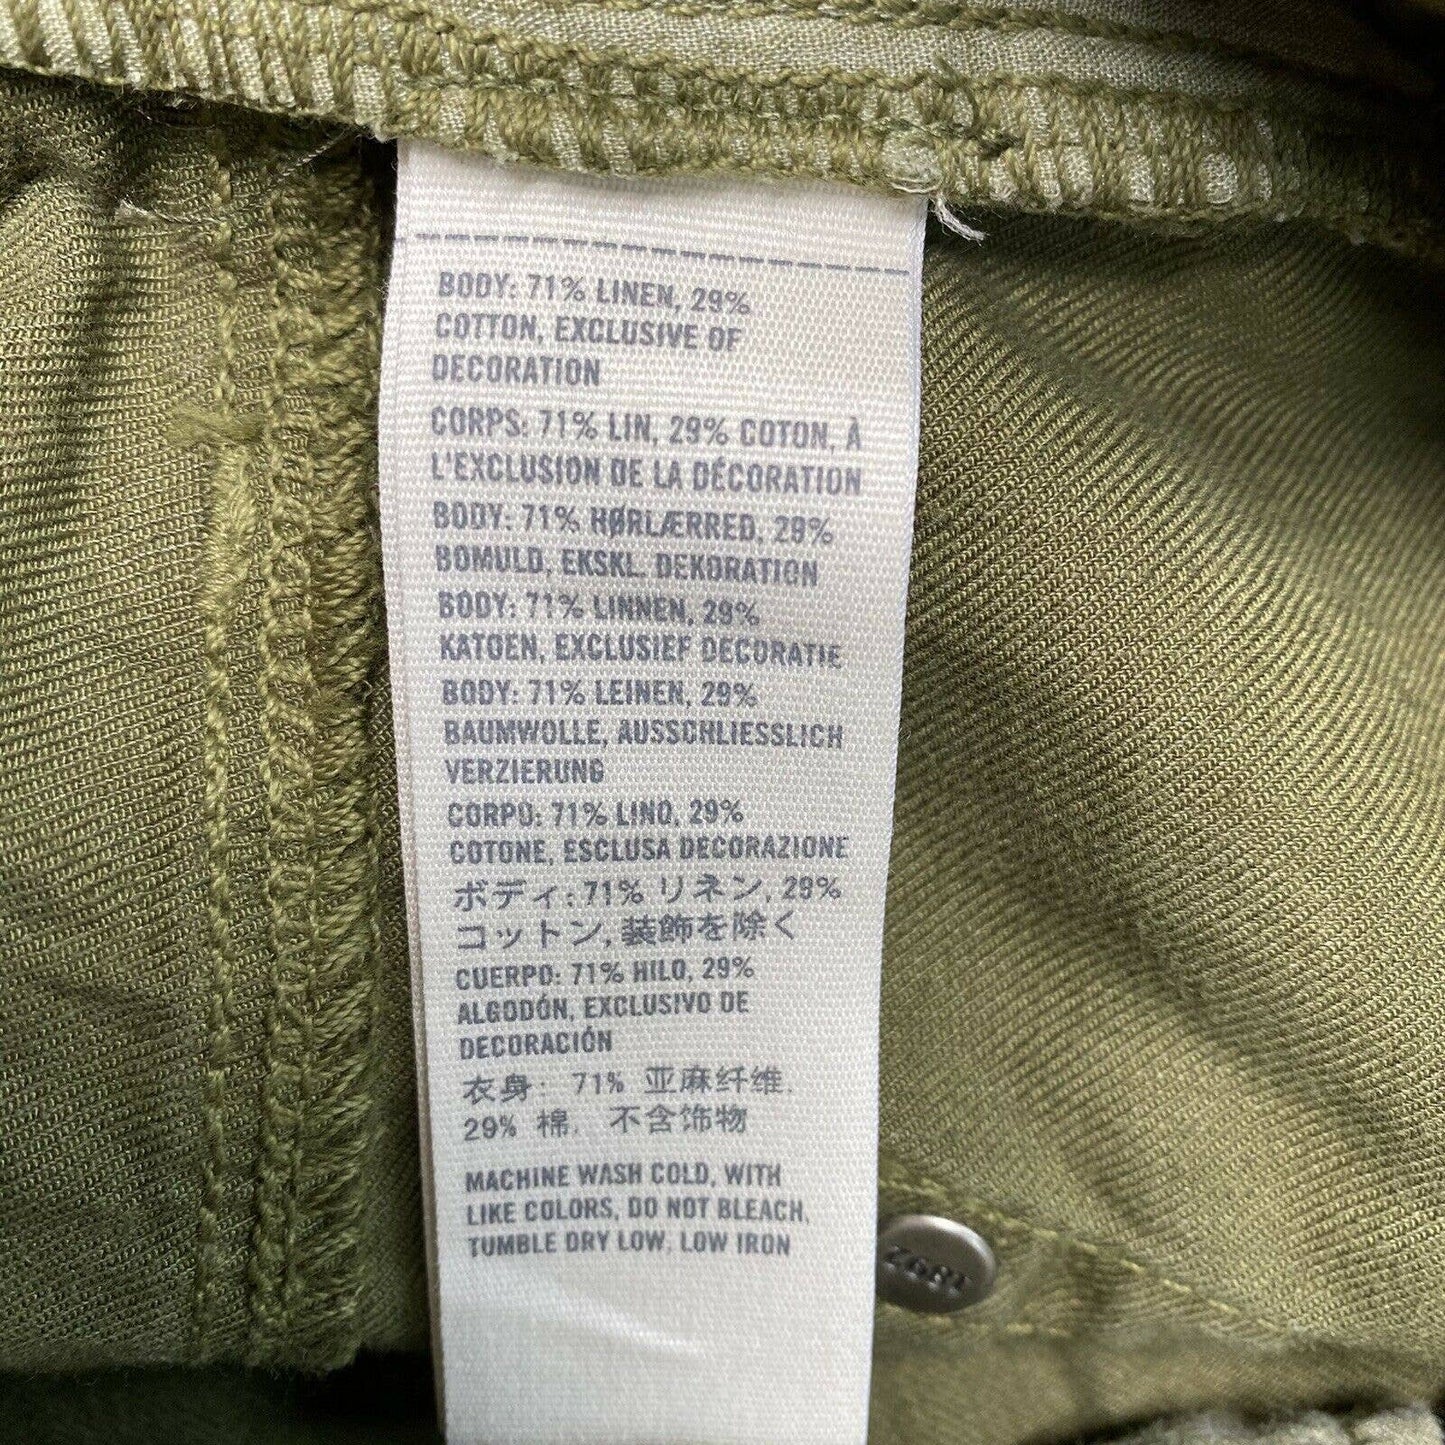 BODY: 71% LINEN, 29%
COTTON, EXCLUSIVE OF
DECORATION
CORPS: 71% LIN, 29% COTON, À
L'EXCLUSION DE LA DÉCORATION
BODY: 71% HØRLÆRRED, 29%
BOMULD, EKSKL. DEKORATION
BODY: 71% LINNEN, 29%
KATOEN, EXCLUSIEF DECORATIE
BODY: 71% LEINEN, 29%
BAUMWOLLE, AUSSCHLIESSLICH
VERZIERUNG
CORPO: 71% LINO, 29%
COTONE, ESCLUSA DECORAZIONE
ボディ: 71% リネン, 29%
コットン, 装飾を除く
CUERPO: 71% HILO, 29%
ALGODÓN, EXCLUSIVO DE
DECORACIÓN
衣身: 71% 亚麻纤维,
29% 棉, 不含饰物
MACHINE WASH COLD, WITH
LIKE COLORS, DO NOT BLEACH,
TUMBLE DRY LOW, LOW IRON
1892